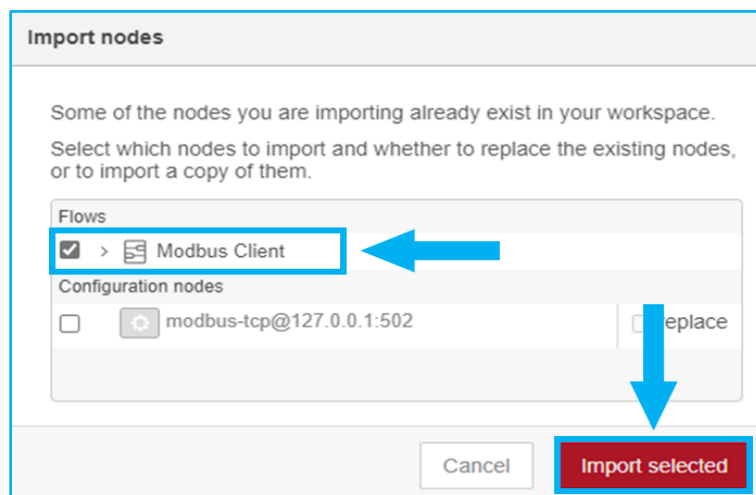 Import nodes
Some of the nodes you are importing already exist in your workspace.
Select which nodes to import and whether to replace the existing nodes,
or to import a copy of them.
Flows
> Modbus Client
Configuration nodes
modbus-tcp@127.0.0.1:502
replace
Cancel
Import selected